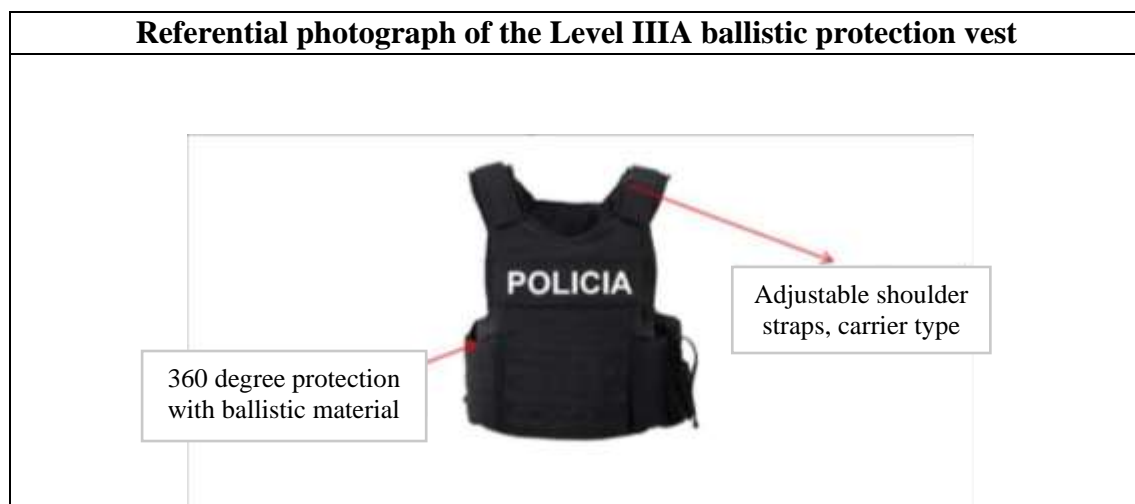 Referential photograph of the Level IIIA ballistic protection vest
POLICIA
Adjustable shoulder
straps, carrier type
360 degree protection
with ballistic material